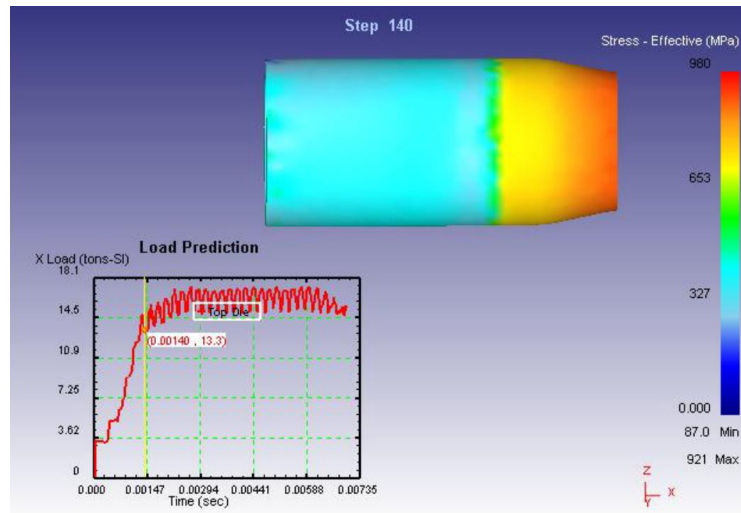 Step 140
Stress - Effective (MPa)
980
653
327
0.000
87.0 Min
921 Max
Load Prediction
X Load (tons-SI)
18.1
14.5
10.9
7.25
3.62
0
Top Die
(0.00140 , 13.3)
0.000 0.00147 0.00294 0.00441 0.00588 0.00735
Time (sec)
Z
X
Y